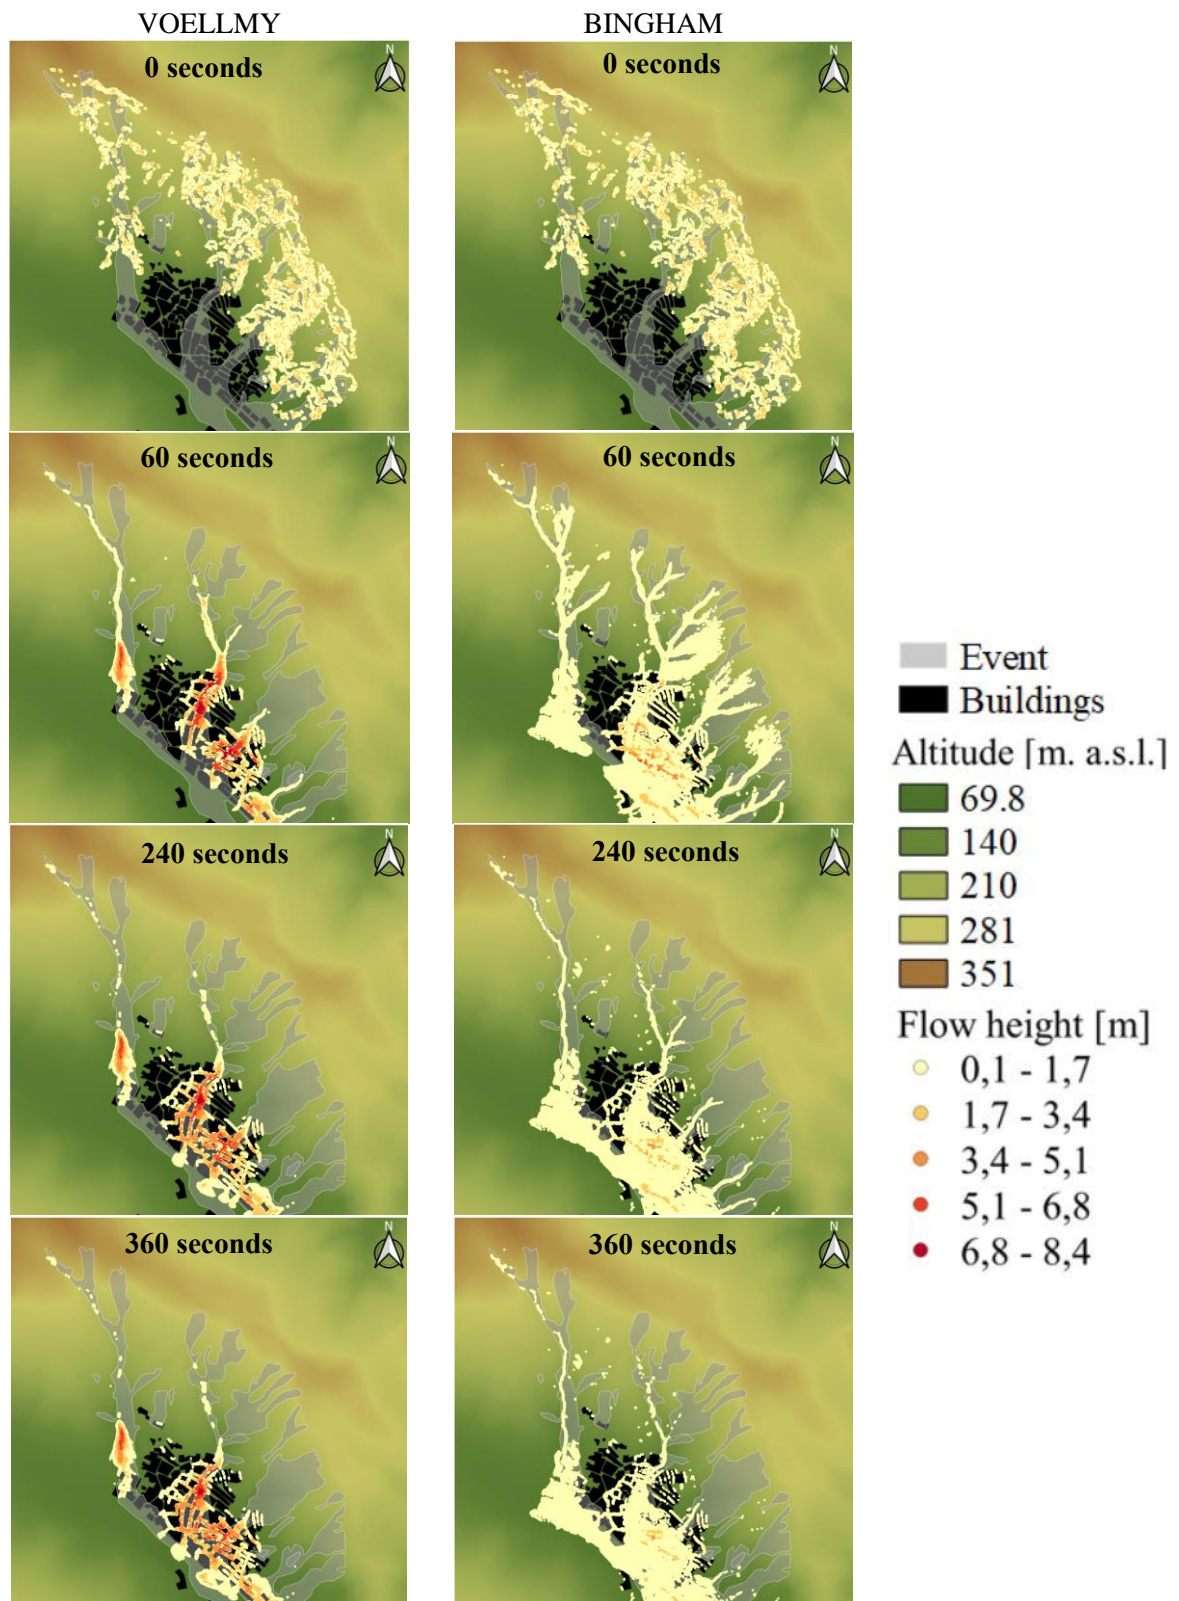 VOELLMY BINGHAM
N N
0 seconds 0 seconds
N N
60 seconds 60 seconds
N N
240 seconds 240 seconds
N N
360 seconds 360 seconds
Event
Buildings
Altitude [m. a.s.l.]
69.8
140
210
281
351
Flow height [m]
0,1 - 1,7
1,7 - 3,4
3,4 - 5,1
5,1 - 6,8
6,8 - 8,4